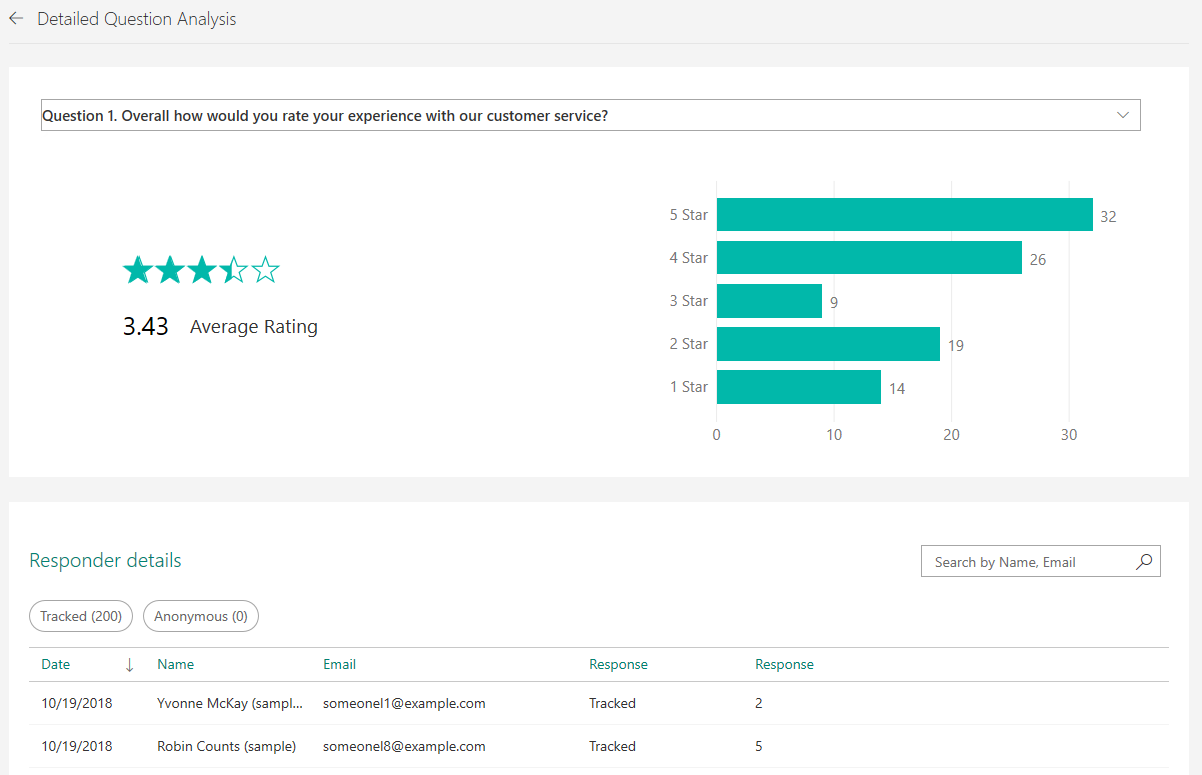 Detailed Question Analysis
Question 1. Overall how would you rate your experience with our customer service?
3.43 Average Rating
5 Star 32
4 Star 26
3 Star 9
2 Star 19
1 Star 14
0 10 20 30
Responder details
Search by Name, Email
Tracked (200) Anonymous (0)
Date Name Email Response Response
10/19/2018 Yvonne McKay (sampl... someonel1@example.com Tracked 2
10/19/2018 Robin Counts (sample) someonel8@example.com Tracked 5